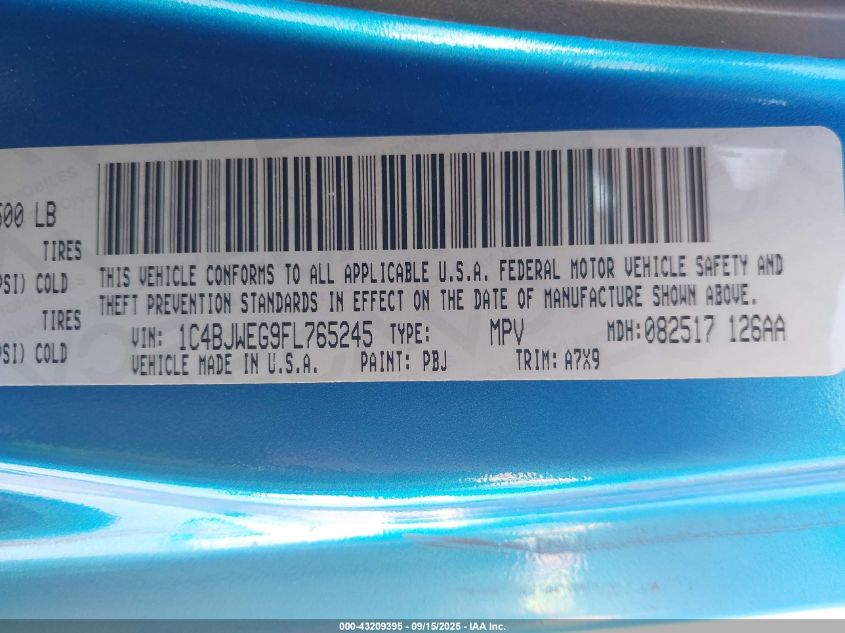 500 LB
TIRES
PSI) COLD
TIRES
PSI) COLD
THIS VEHICLE CONFORMS TO ALL APPLICABLE U.S.A. FEDERAL MOTOR VEHICLE SAFETY AND
THEFT PREVENTION STANDARDS IN EFFECT ON THE DATE OF MANUFACTURE SHOWN ABOVE.
VIN: 1C4BJWEG9FL765245 TYPE: MPV MDH:082517 126AA
VEHICLE MADE IN U.S.A. PAINT: PBJ TRIM: A7X9
000-43209395 - 09/15/2025 - IAA Inc.